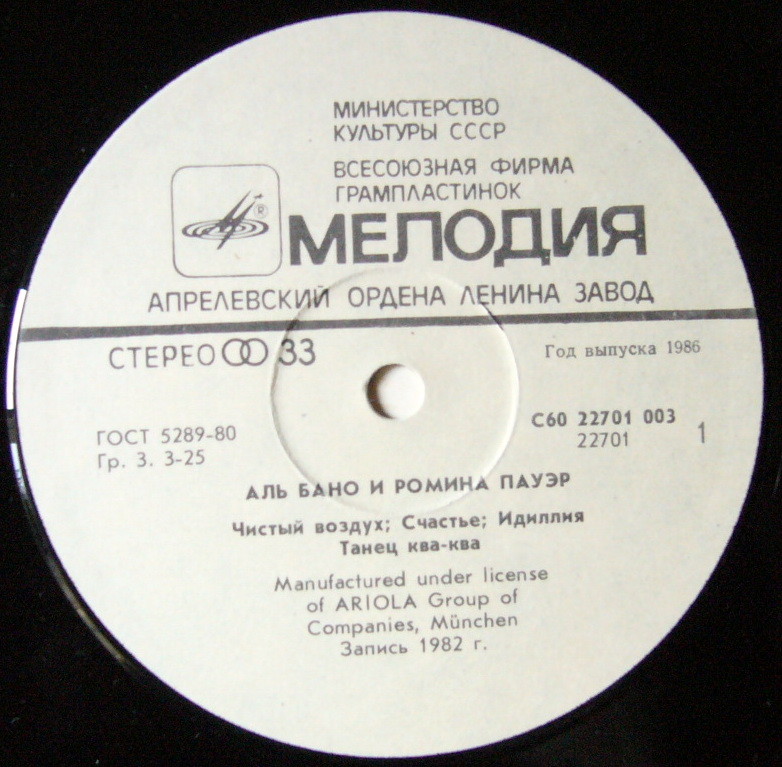 МИНИСТЕРСТВО
КУЛЬТУРЫ СССР
ВСЕСОЮЗНАЯ ФИРМА
ГРАМПЛАСТИНОК
®
МЕЛОДИЯ
АПРЕЛЕВСКИЙ ОРДЕНА ЛЕНИНА ЗАВОД
СТЕРЕО 33
Год выпуска 1986
ГОСТ 5289-80
Гр. 3. 3-25
С60 22701 003
22701
1
АЛЬ БАНО И РОМИНА ПАУЭР
Чистый воздух; Счастье; Идиллия
Танец ква-ква
Manufactured under license
of ARIOLA Group of
Companies, München
Запись 1982 г.